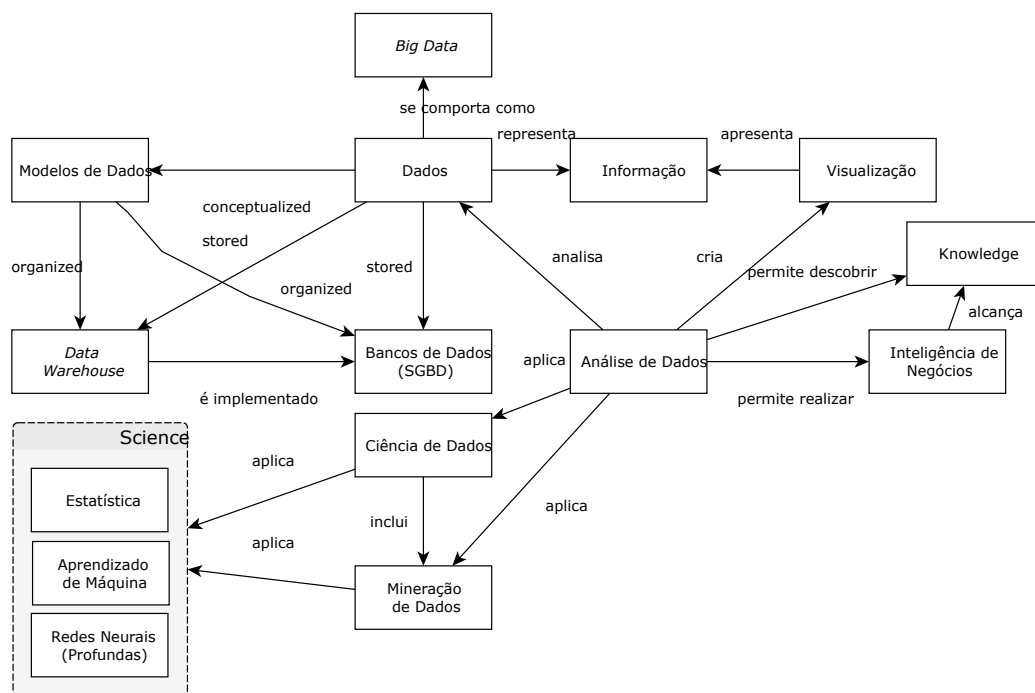 Big Data
se comporta como
representa
apresenta
Modelos de Dados
Dados
Informação
Visualização
conceptualized
stored
organized
organized
stored
analisa
cria
permite descobrir
Knowledge
alcança
Data
Warehouse
Bancos de Dados
(SGBD)
aplica
Análise de Dados
Inteligência de
Negócios
é implementado
permite realizar
Science
Ciência de Dados
aplica
Estatística
inclui
aplica
aplica
Aprendizado
de Máquina
Mineração
de Dados
Redes Neurais
(Profundas)